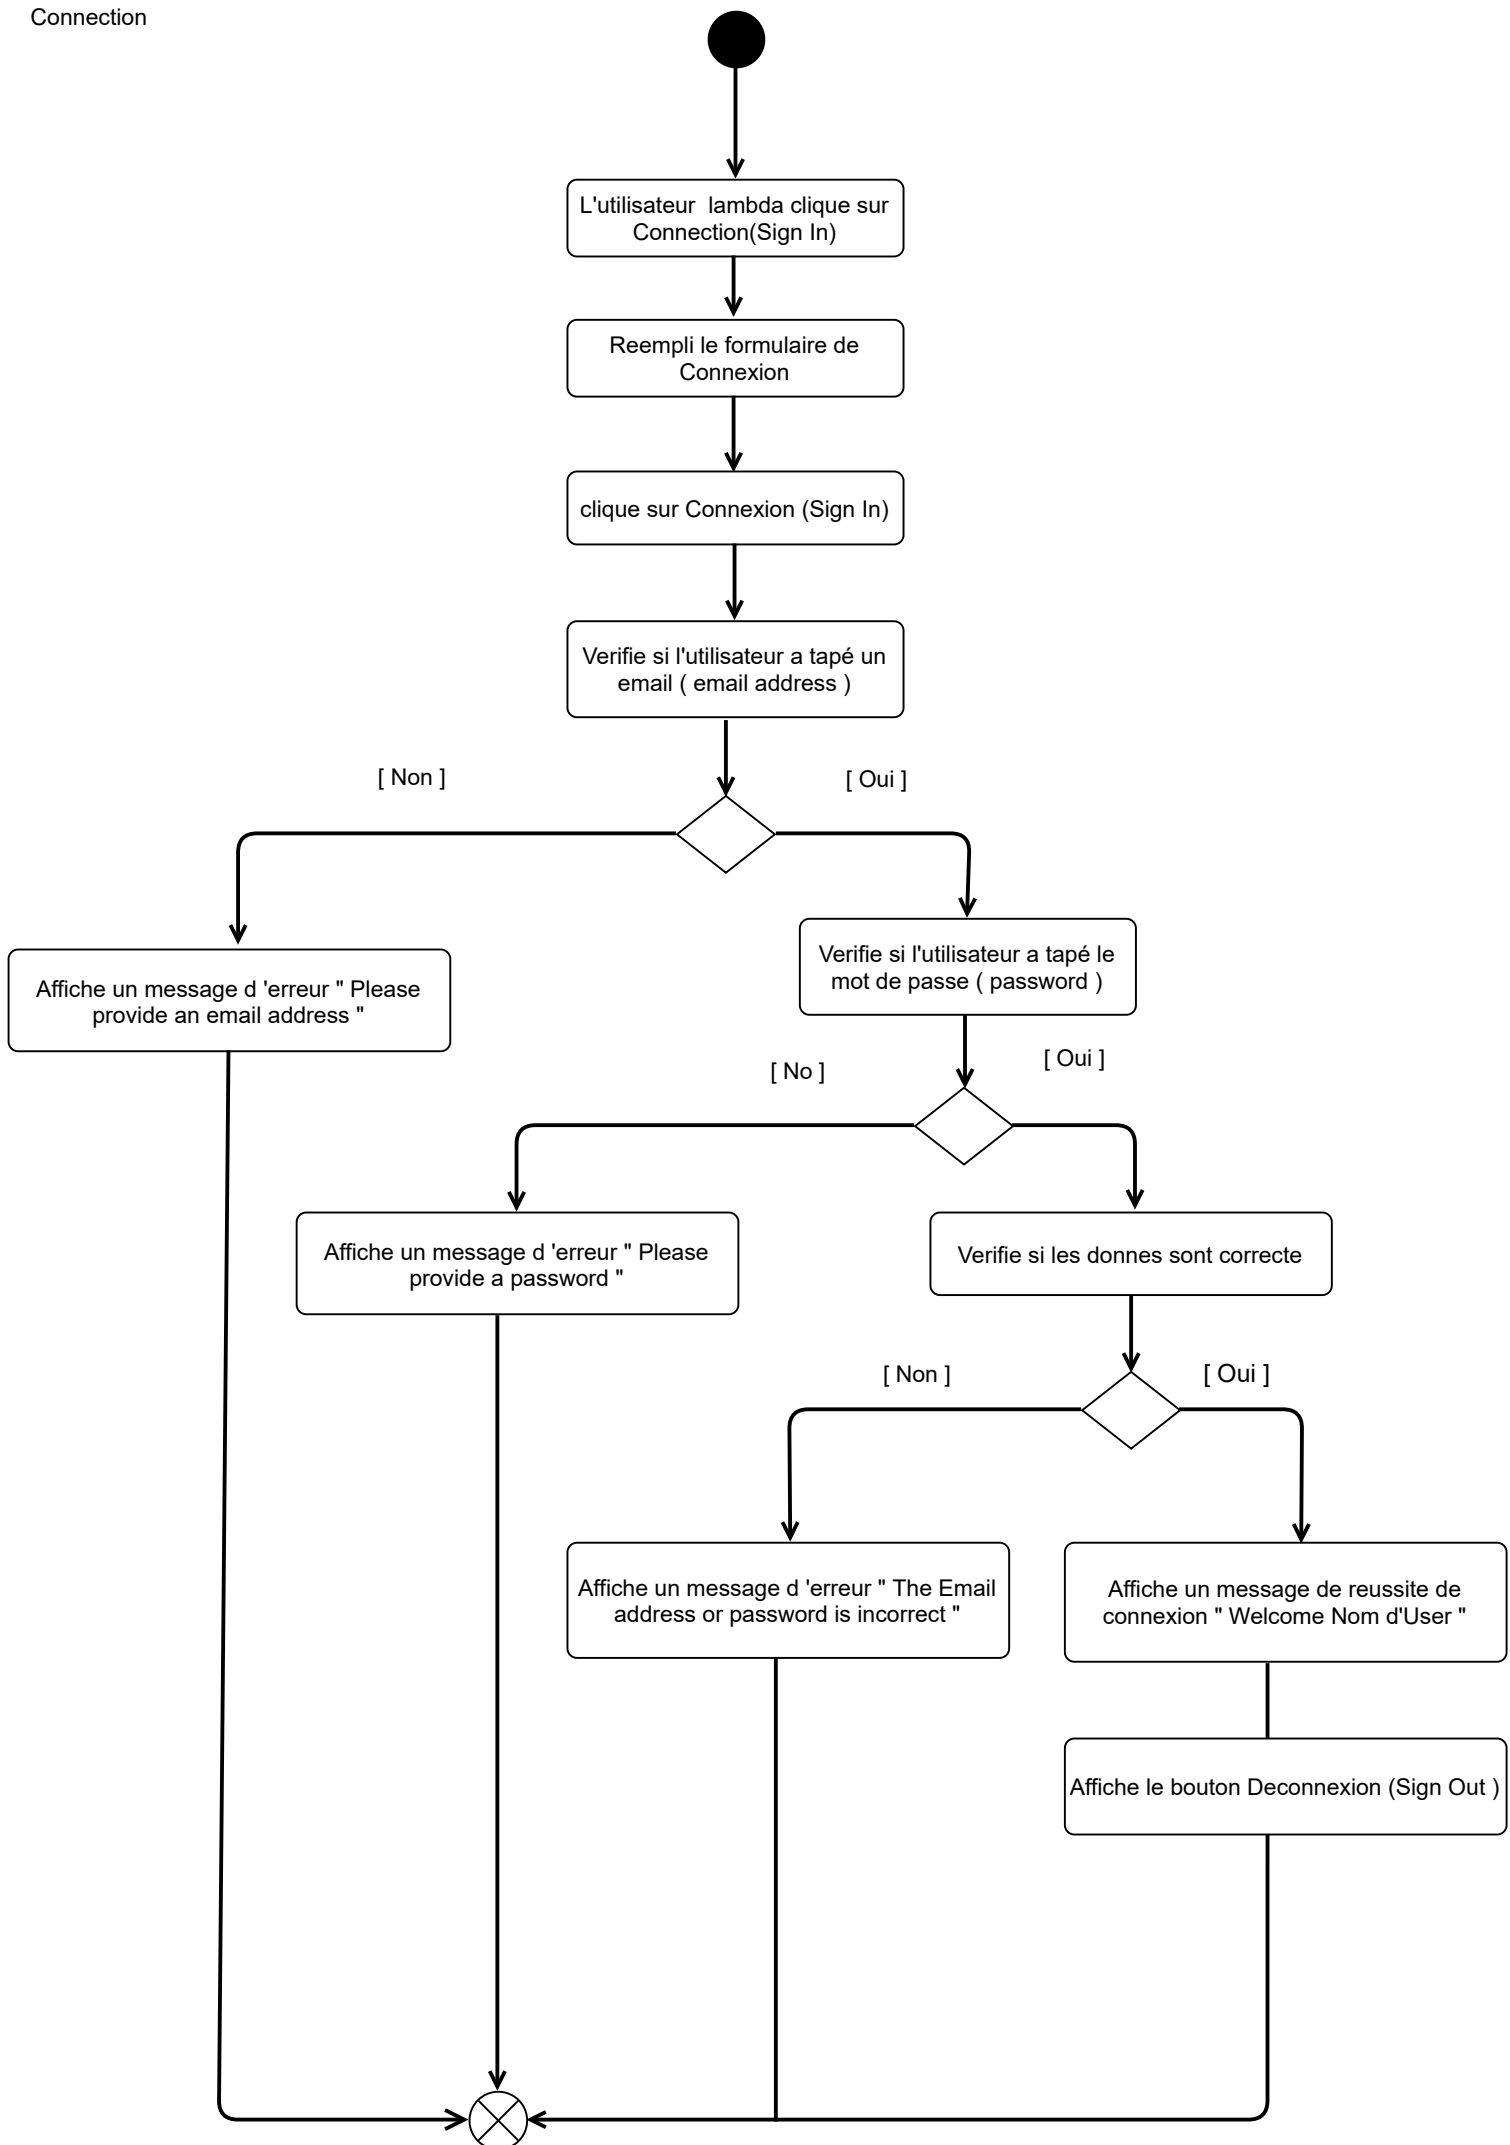 Connection
L'utilisateur  lambda clique sur
Connection(Sign In)
Reempli le formulaire de
Connexion
clique sur Connexion (Sign In)
Verifie si l'utilisateur a tapé un
email ( email address )
[ Non ]
[ Oui ]
Verifie si l'utilisateur a tapé le
mot de passe ( password )
Affiche un message d 'erreur " Please
provide an email address "
[ No ]
[ Oui ]
Affiche un message d 'erreur " Please
provide a password "
Verifie si les donnes sont correcte
[ Non ]
[ Oui ]
Affiche un message d 'erreur " The Email
address or password is incorrect "
Affiche un message de reussite de
connexion " Welcome Nom d'User "
Affiche le bouton Deconnexion (Sign Out )